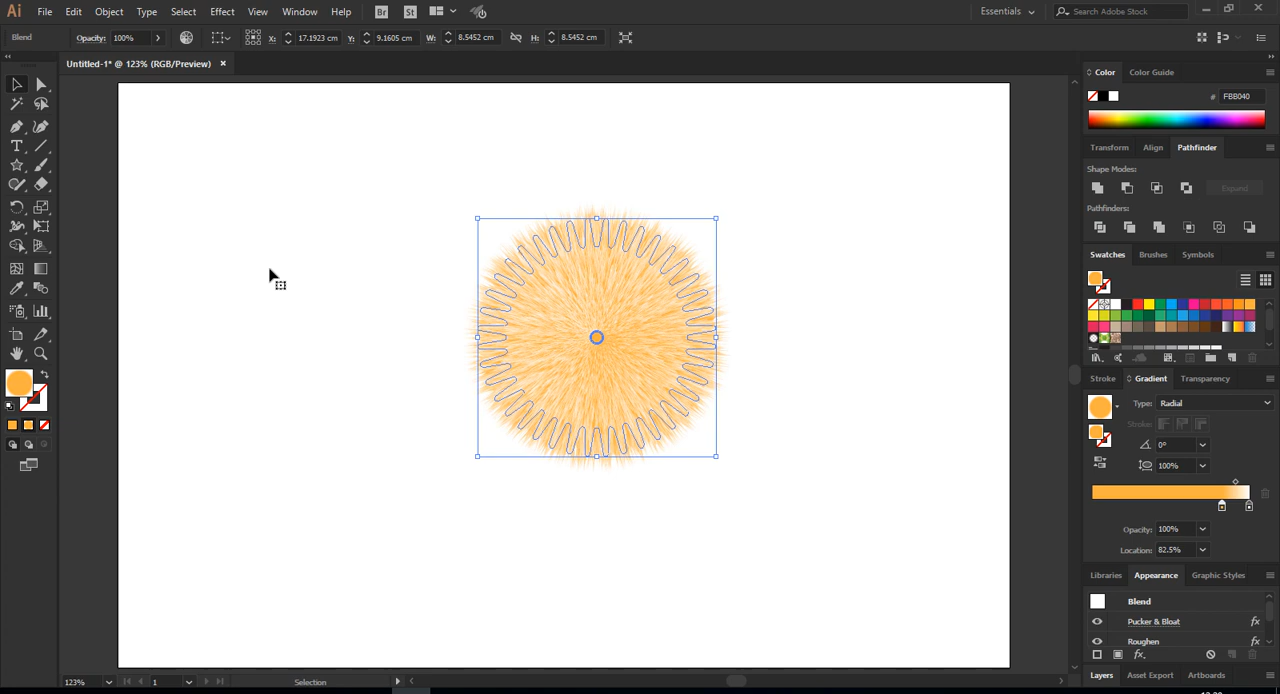 Ai File Edit Object Type Select Effect View Window Help Br St Essentials Search Adobe Stock
Blend Opacity: 100% X: 17.1923 cm Y: 9.1605 cm W: 8.5452 cm H: 8.5452 cm
Untitled-1* @ 123% (RGB/Preview)
Color Color Guide
# FBB040
Transform Align Pathfinder
Shape Modes:
Expand
Pathfinders:
Swatches Brushes Symbols
Stroke Gradient Transparency
Type: Radial
Stroke:
0°
100%
Opacity: 100%
Location: 82.5%
Libraries Appearance Graphic Styles
Blend
Pucker & Bloat fx
Roughen fx
fx
Layers Asset Export Artboards
123% 1 Selection